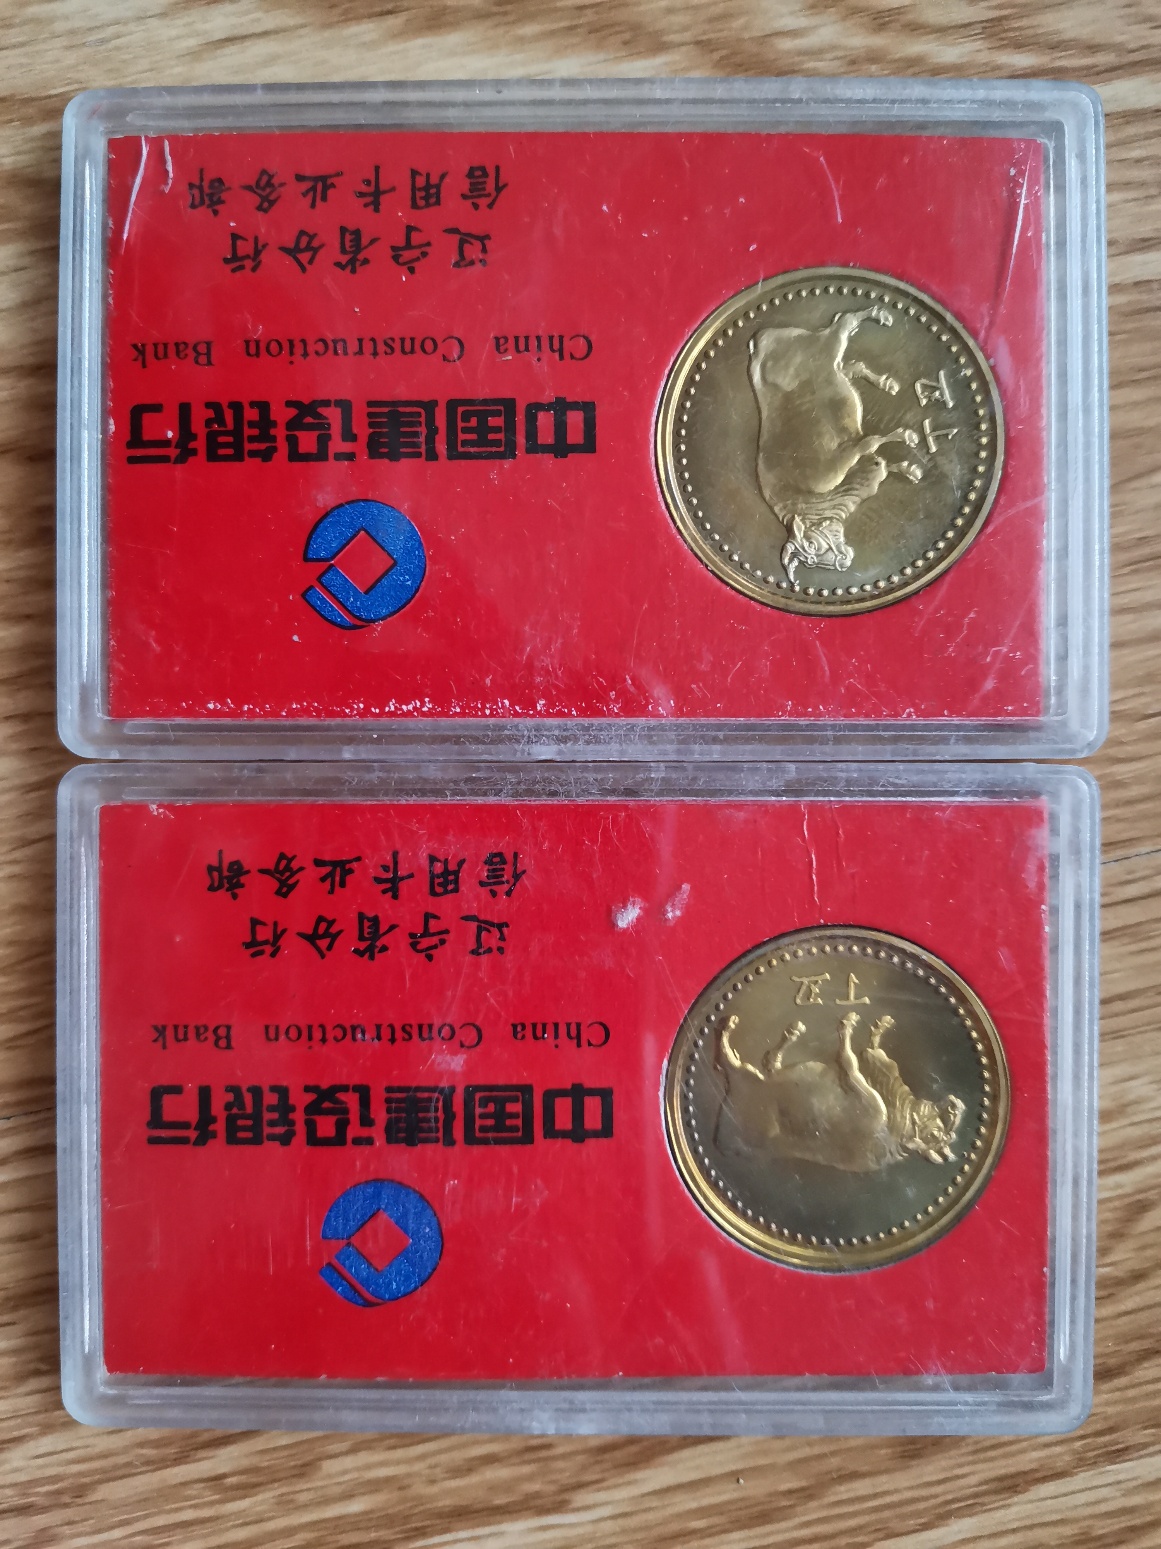 中国建设银行
China Construction Bank
辽宁省分行
信用卡业务部
丁丑
中国建设银行
China Construction Bank
辽宁省分行
信用卡业务部
丁丑